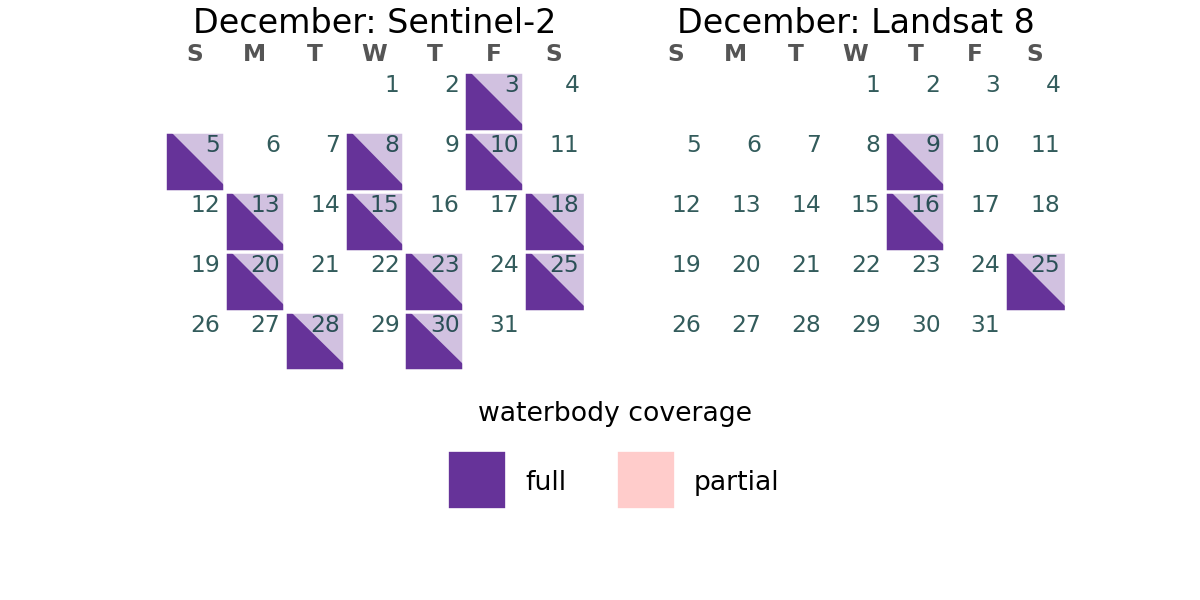 December: Sentinel-2
S M T W T F S
1 2 3 4
5 6 7 8 9 10 11
12 13 14 15 16 17 18
19 20 21 22 23 24 25
26 27 28 29 30 31
December: Landsat 8
S M T W T F S
1 2 3 4
5 6 7 8 9 10 11
12 13 14 15 16 17 18
19 20 21 22 23 24 25
26 27 28 29 30 31
waterbody coverage
full
partial